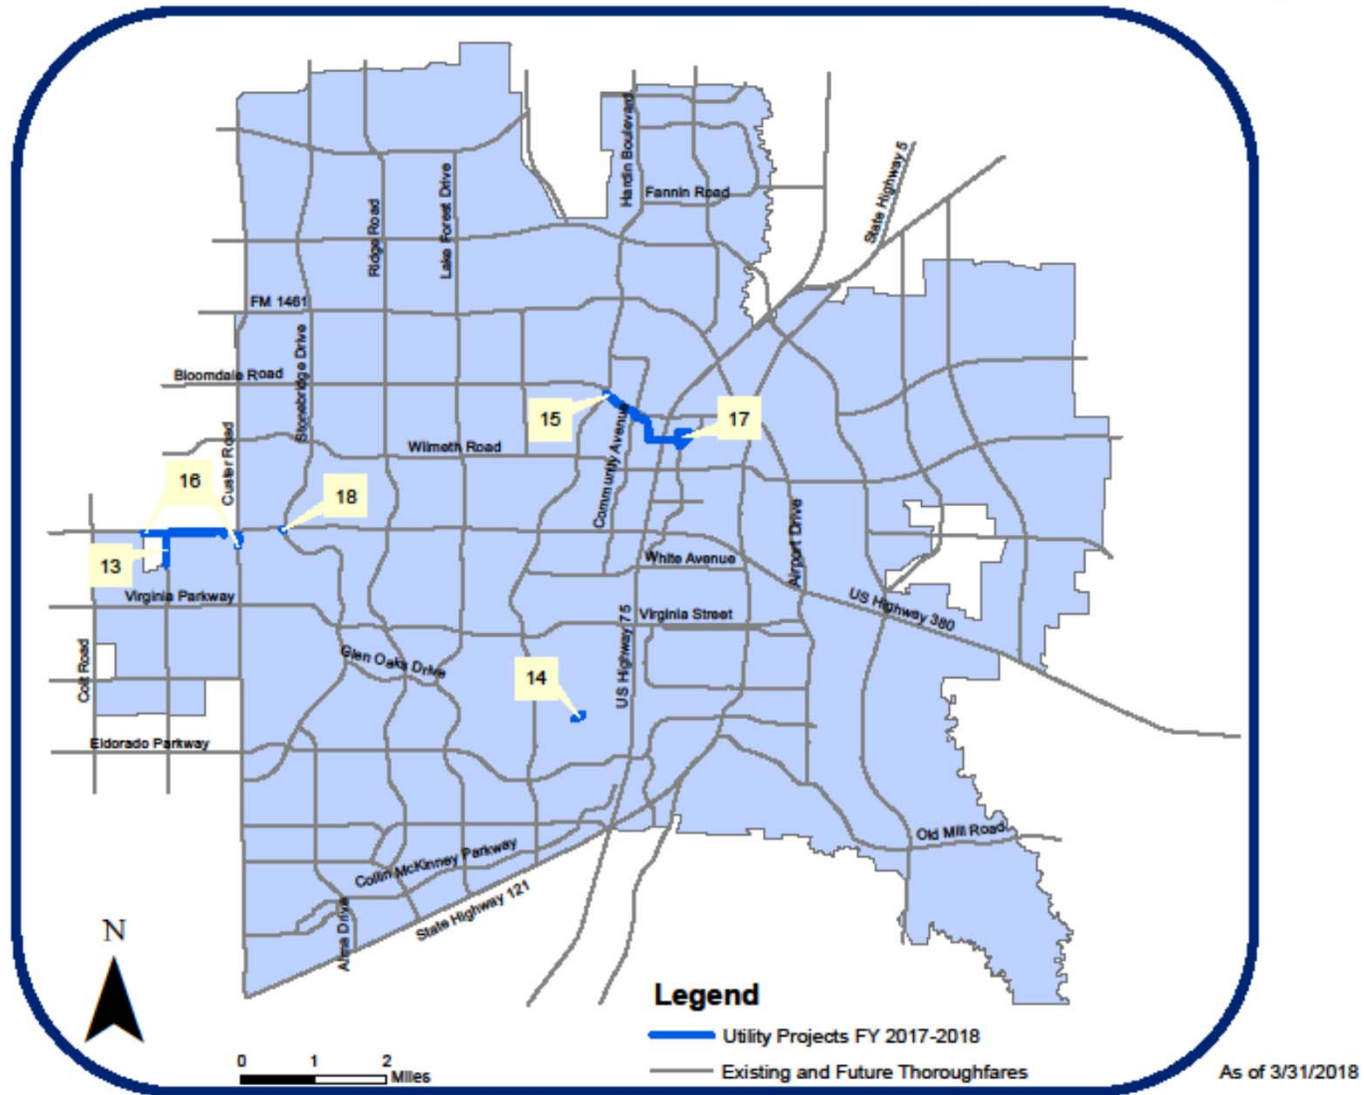 Hardin Boulevard
State Highway 5
Fannin Road
Ridge Road
Lake Forest Drive
FM 1461
Stonebridge Drive
Bloomdale Road
15
17
Community Avenue
Custer Road
Wilmeth Road
16
18
Airport Drive
13
White Avenue
Virginia Parkway
US Highway 380
Virginia Street
US Highway 75
Coit Road
Glen Oaks Drive
14
Eldorado Parkway
Old Mill Road
Collin McKinney Parkway
State Highway 121
Alma Drive
N
Legend
Utility Projects FY 2017-2018
0 1 2
Miles
Existing and Future Thoroughfares
As of 3/31/2018